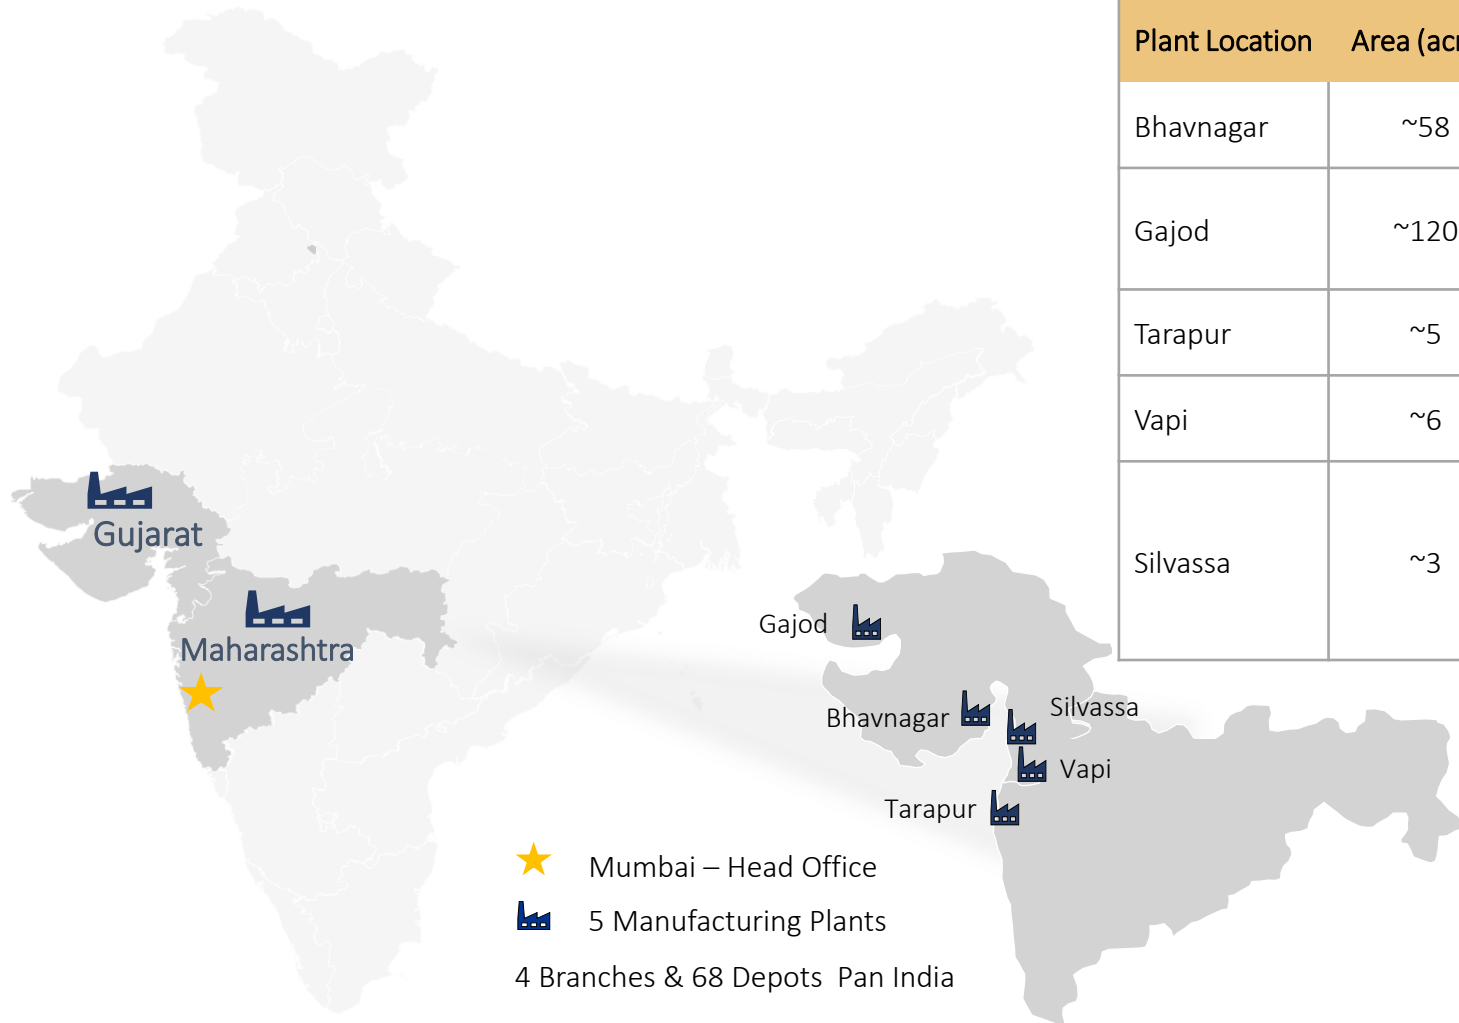 Plant Location Area (acr
Bhavnagar ~58
Gajod ~120
Tarapur ~5
Vapi ~6
Silvassa ~3
Gujarat
Maharashtra
Gajod
Bhavnagar
Silvassa
Vapi
Tarapur
Mumbai – Head Office
5 Manufacturing Plants
4 Branches & 68 Depots Pan India